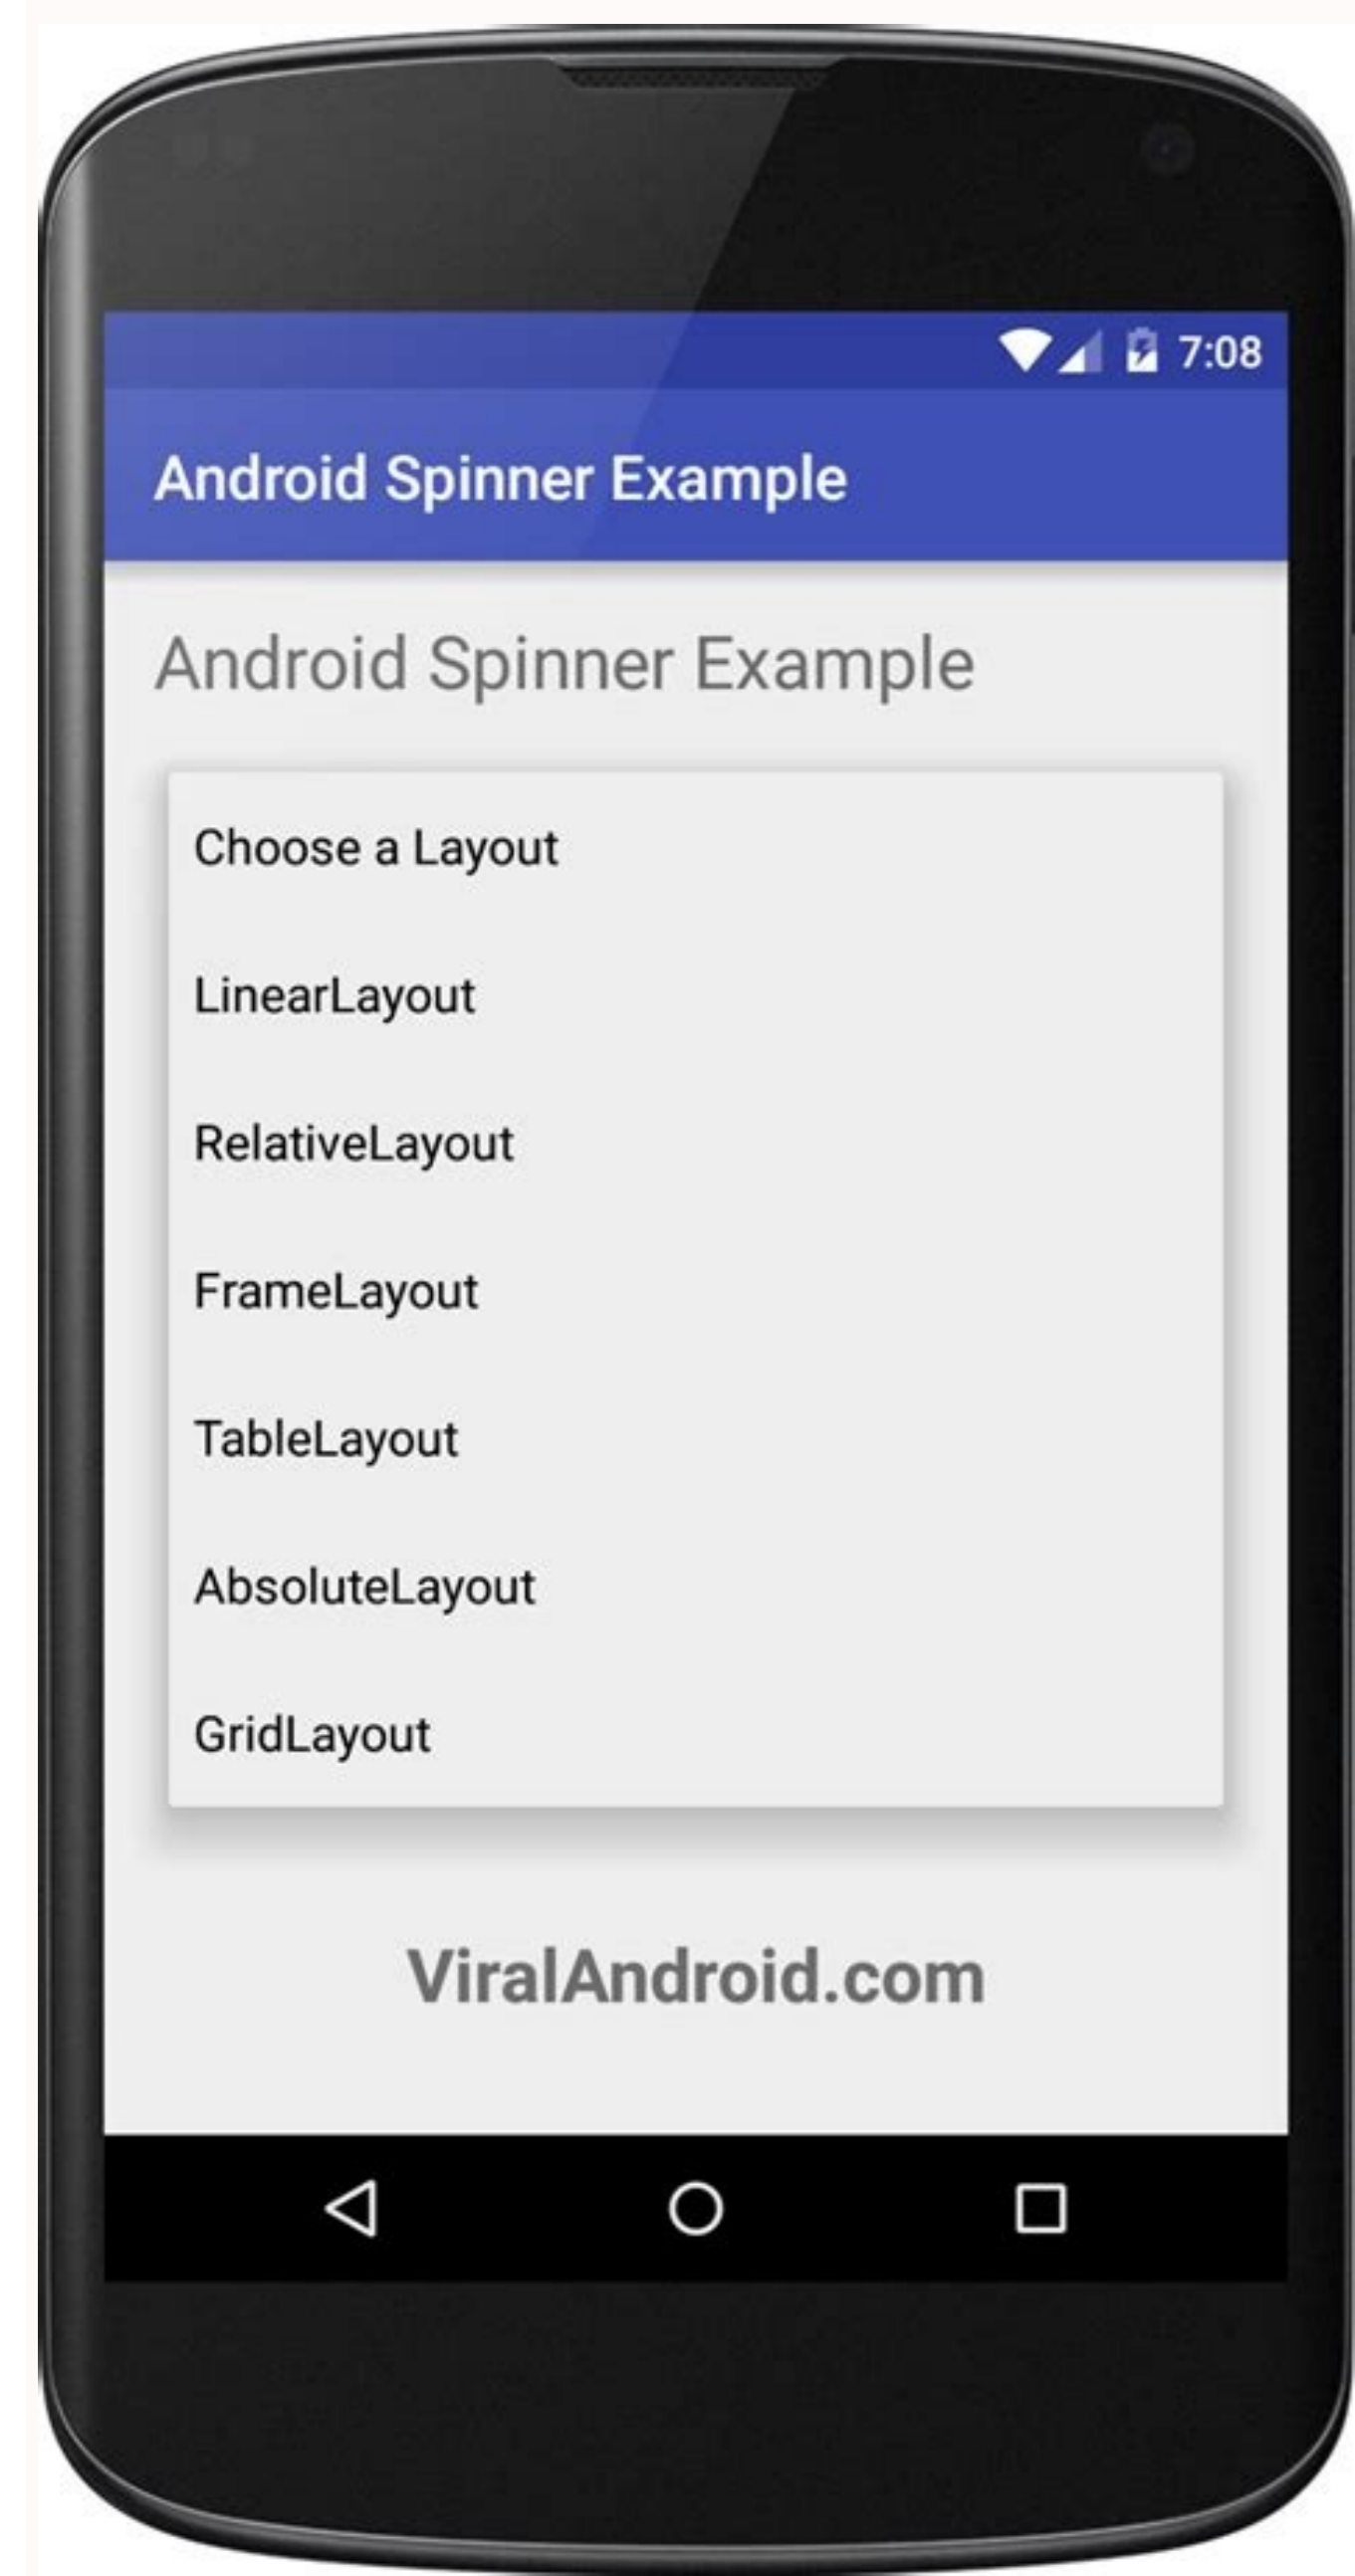 7:08
Android Spinner Example
Android Spinner Example
Choose a Layout
LinearLayout
RelativeLayout
FrameLayout
TableLayout
AbsoluteLayout
GridLayout
ViralAndroid.com